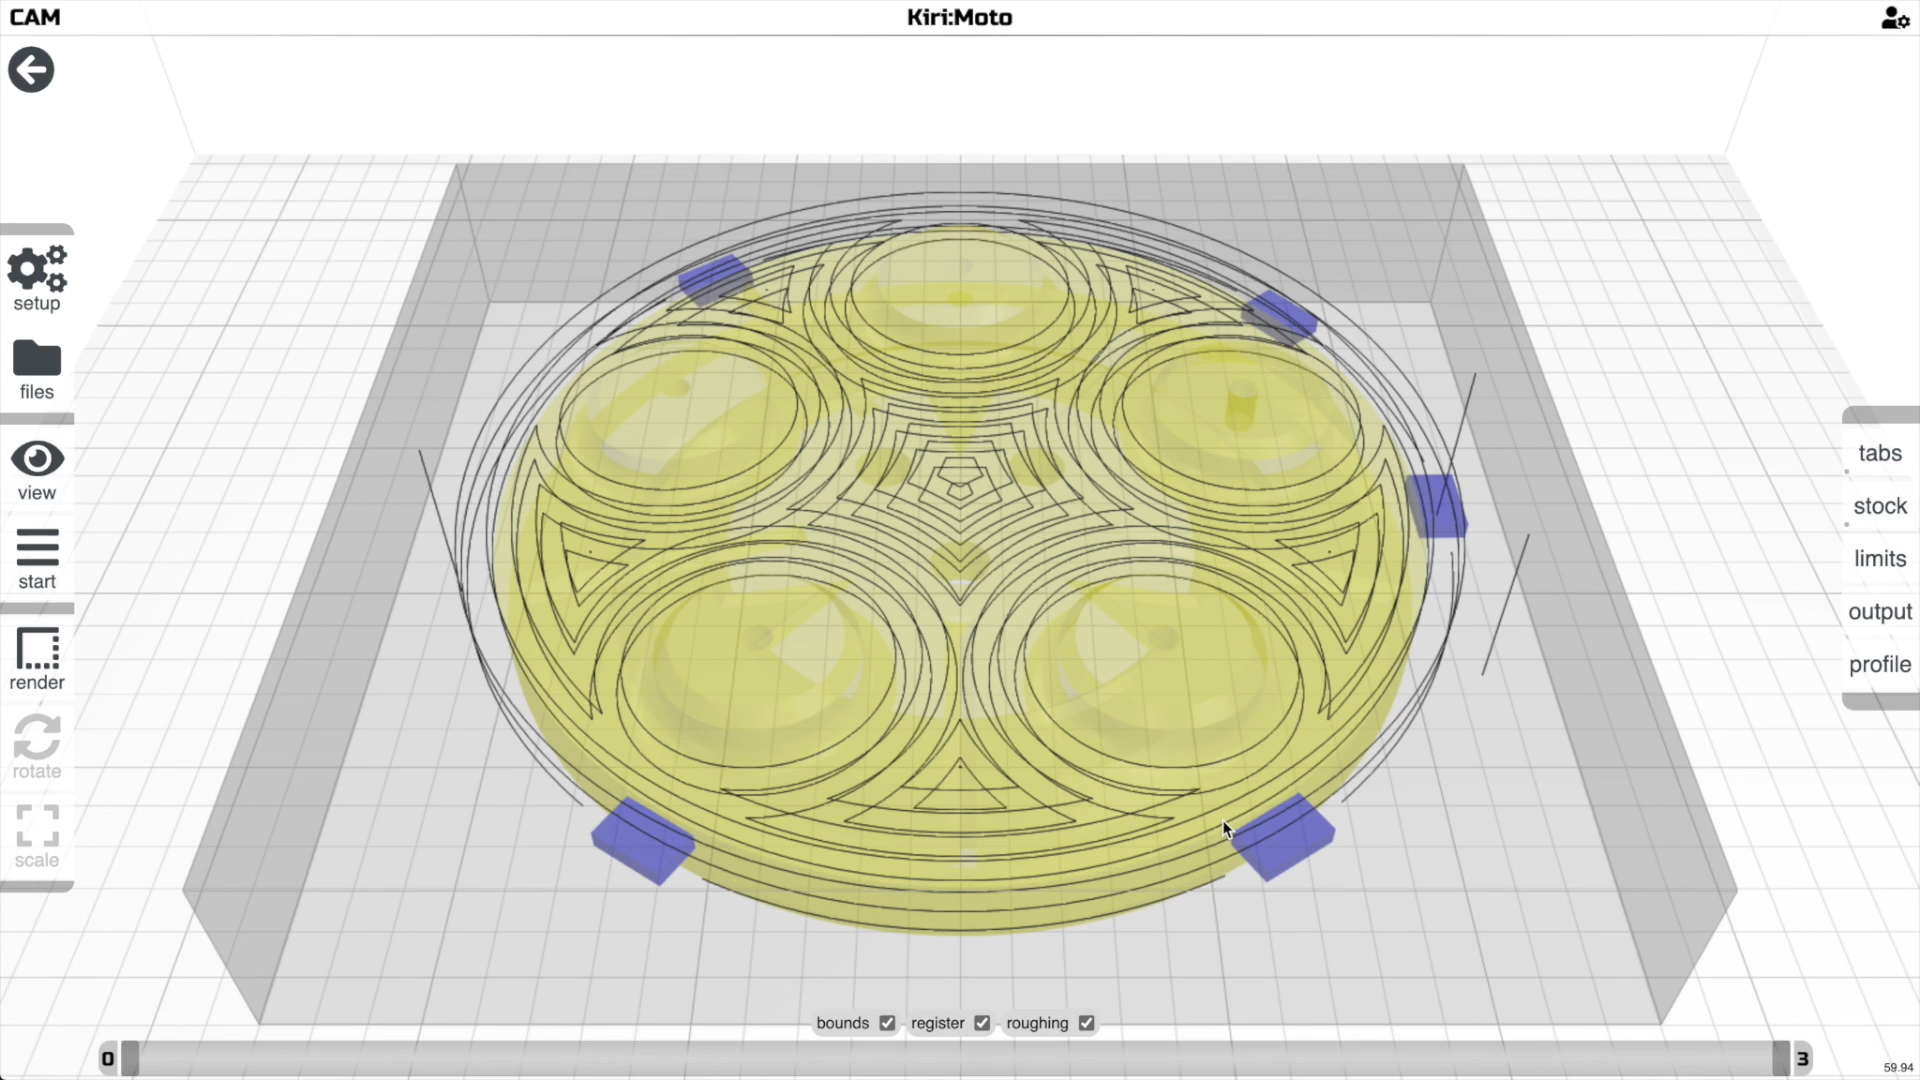 CAM
Kiri:Moto
setup
files
view
start
render
rotate
scale
tabs
stock
limits
output
profile
bounds register roughing
0
3
59.94